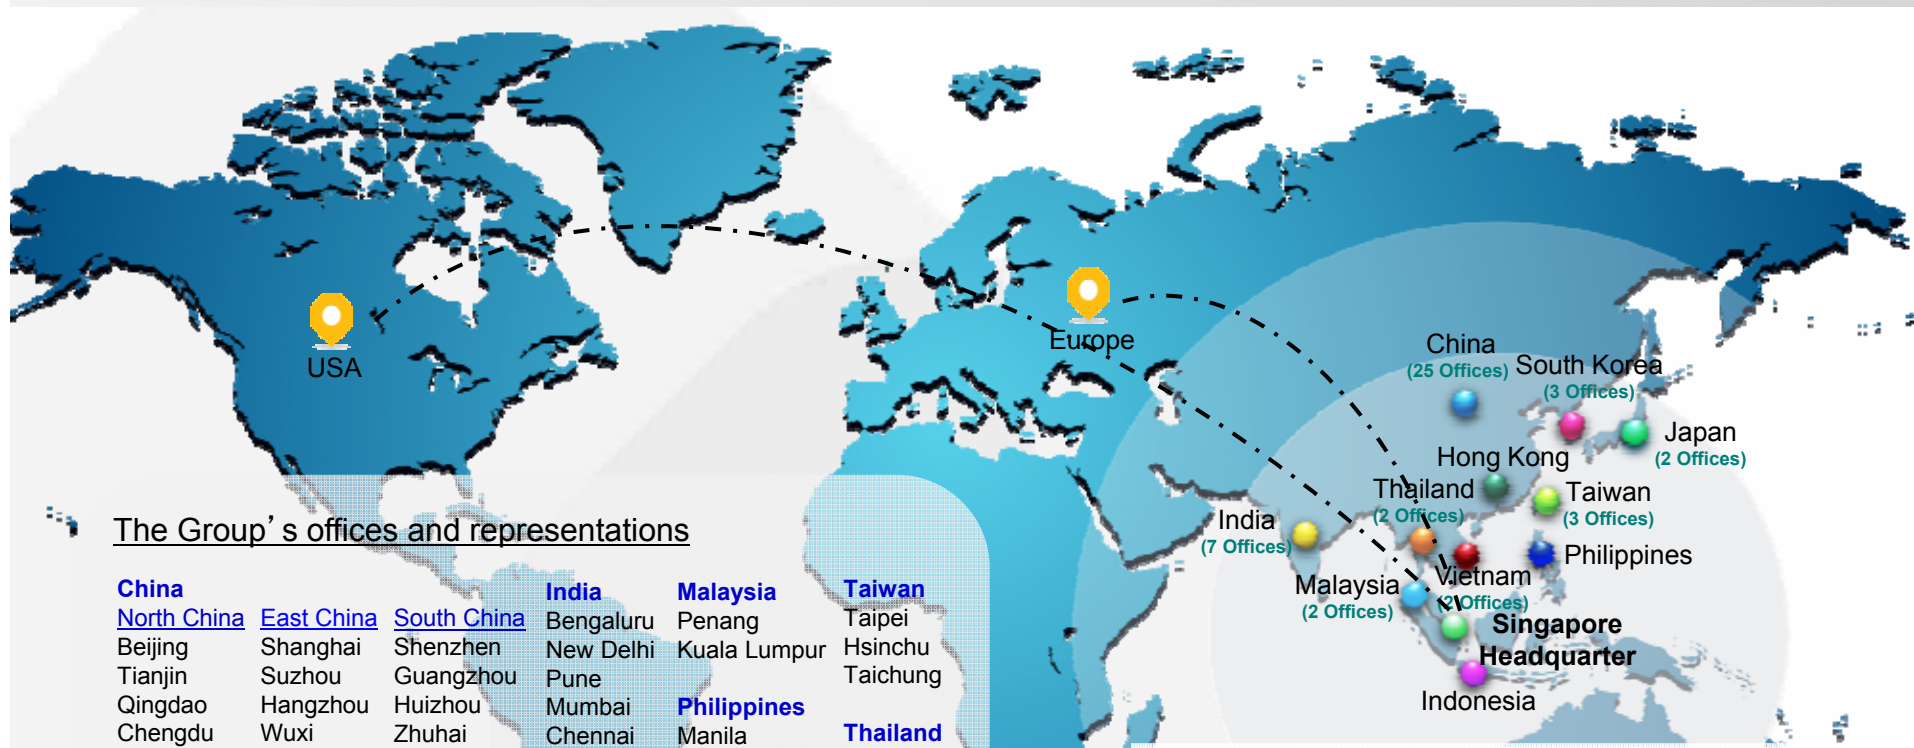 USA
Europe
China
(25 Offices)
South Korea
(3 Offices)
Japan
(2 Offices)
Hong Kong
Thailand
(2 Offices)
Taiwan
(3 Offices)
India
(7 Offices)
Philippines
Malaysia
(2 Offices)
Vietnam
(2 Offices)
Singapore
Headquarter
Indonesia
The Group's offices and representations
China
North China
Beijing
Tianjin
Qingdao
Chengdu
East China
Shanghai
Suzhou
Hangzhou
Wuxi
South China
Shenzhen
Guangzhou
Huizhou
Zhuhai
India
Bengaluru
New Delhi
Pune
Mumbai
Chennai
Malaysia
Penang
Kuala Lumpur
Philippines
Manila
Taiwan
Taipei
Hsinchu
Taichung
Thailand